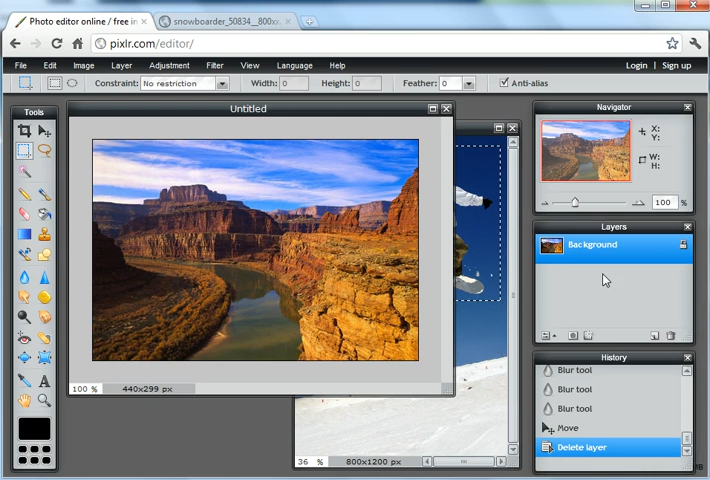 Photo editor online / free in
snowboarder_50834__800xx
pixlr.com/editor/
File Edit Image Layer Adjustment Filter View Language Help Login | Sign up
Constraint: No restriction Width: 0 Height: 0 Feather: 0 Anti-alias
Tools
Untitled
100 % 440x299 px
36 % 800x1200 px
Navigator
X:
Y:
W:
H:
100 %
Layers
Background
History
Blur tool
Blur tool
Blur tool
Move
Delete layer